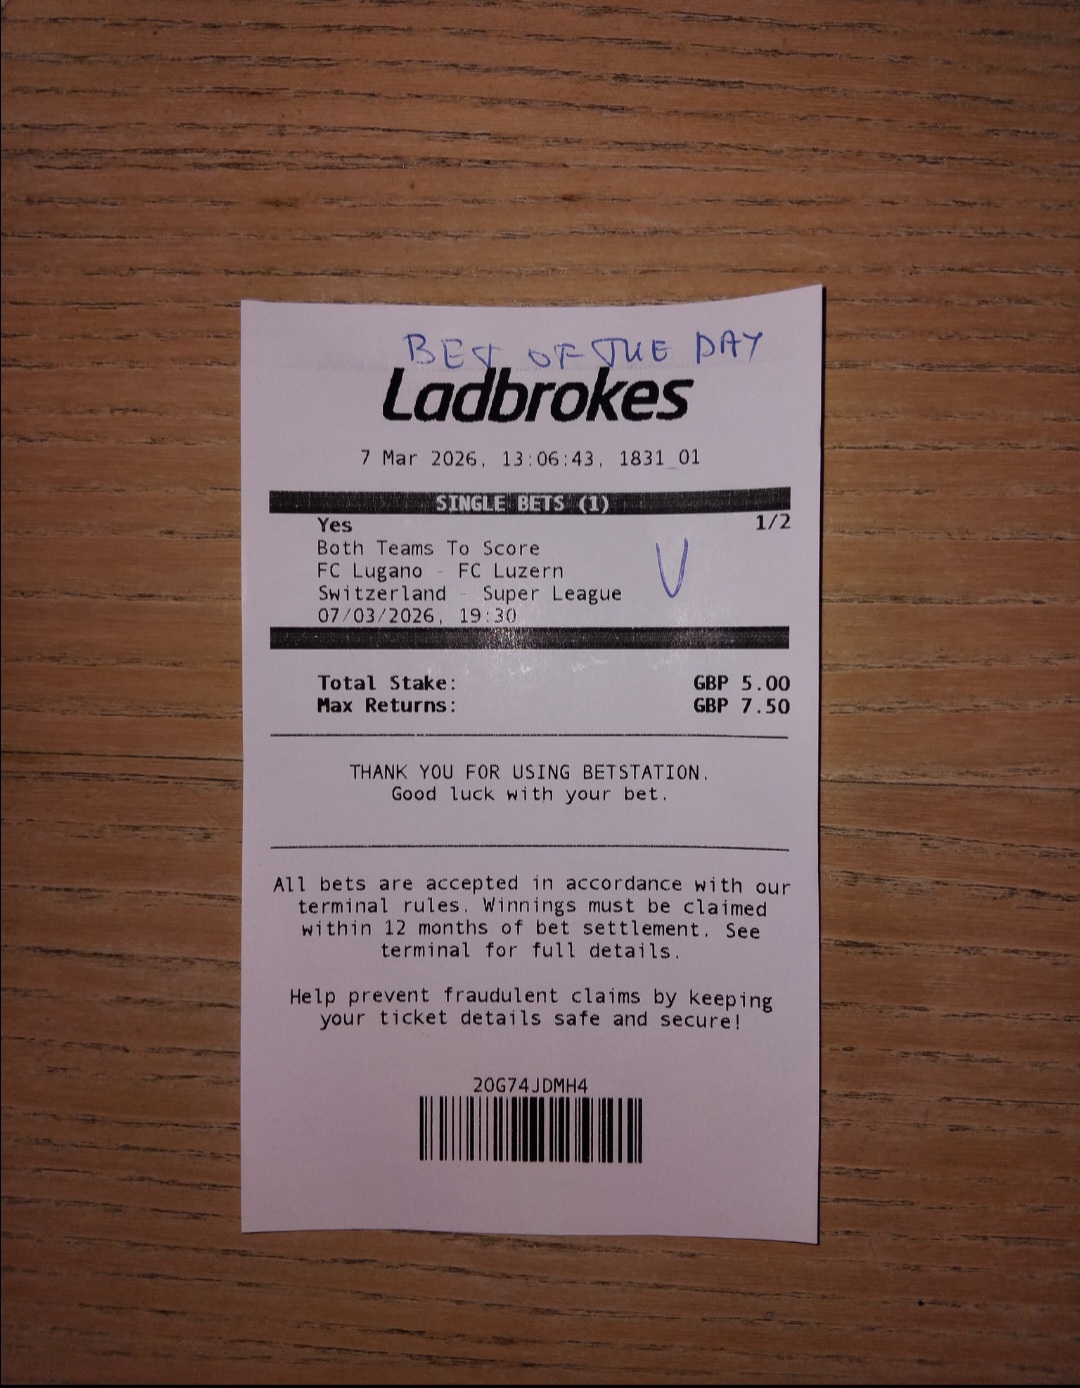 BET OF THE DAY
Ladbrokes
7 Mar 2026, 13:06:43, 1831_01
SINGLE BETS (1)
Yes 1/2
Both Teams To Score
FC Lugano - FC Luzern
Switzerland - Super League
07/03/2026, 19:30
Total Stake: GBP 5.00
Max Returns: GBP 7.50
THANK YOU FOR USING BETSTATION.
Good luck with your bet.
All bets are accepted in accordance with our
terminal rules. Winnings must be claimed
within 12 months of bet settlement. See
terminal for full details.
Help prevent fraudulent claims by keeping
your ticket details safe and secure!
20G74JDMH4